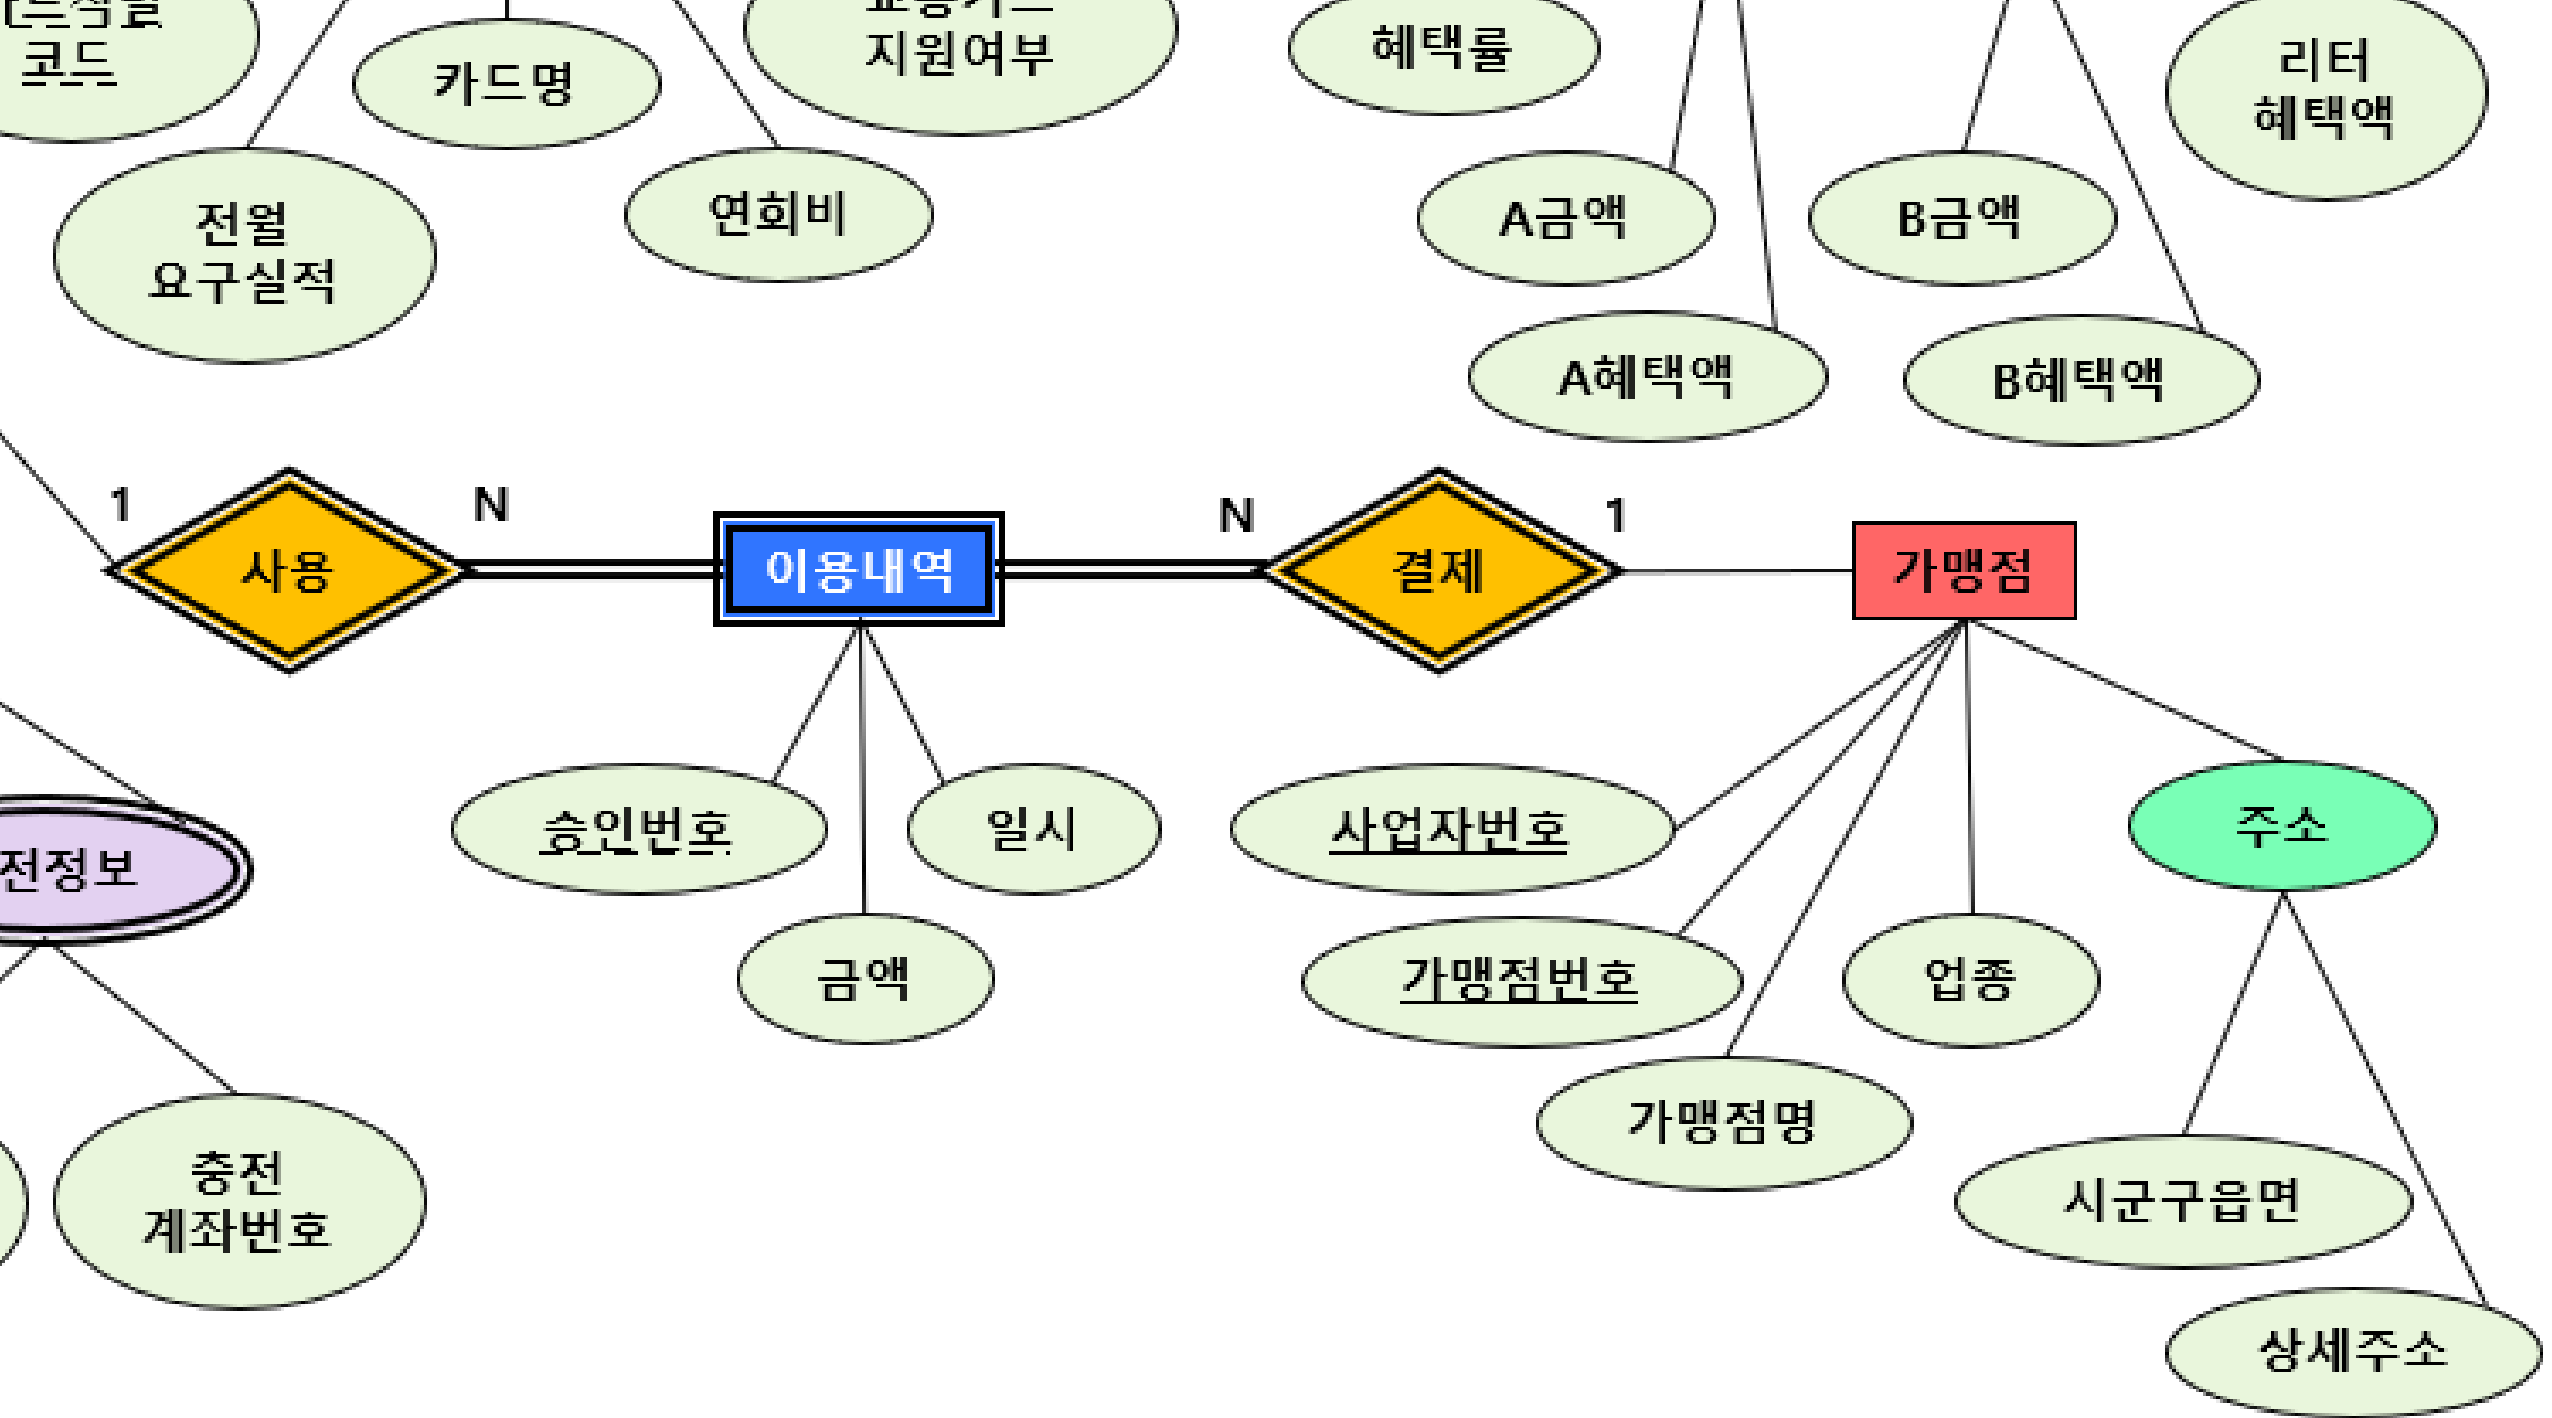 코드
카드명
지원여부
혜택률
리터
혜택액
전월
요구실적
연회비
A금액
B금액
A혜택액
B혜택액
1
사용
N
이용내역
N
결제
1
가맹점
승인번호
일시
금액
사업자번호
가맹점번호
가맹점명
업종
주소
시군구읍면
상세주소
전정보
충전
계좌번호